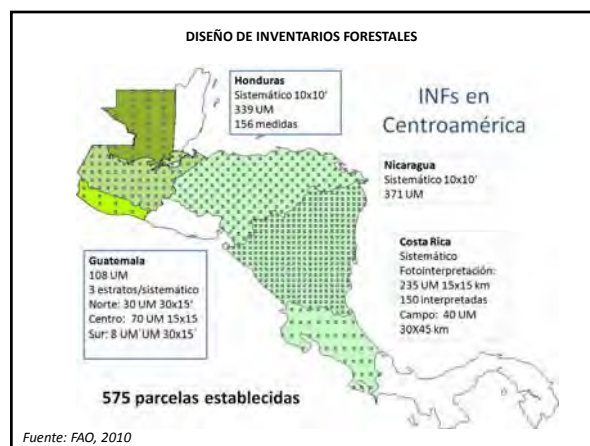 DISEÑO DE INVENTARIOS FORESTALES
Honduras
Sistemático 10x10'
339 UM
156 medidas
INFs en
Centroamérica
Nicaragua
Sistemático 10x10'
371 UM
Costa Rica
Sistemático
Fotointerpretación:
235 UM 15x15 km
150 interpretadas
Campo: 40 UM
30X45 km
Guatemala
108 UM
3 estratos/sistemático
Norte: 30 UM 30x15'
Centro: 70 UM 15x15
Sur: 8 UM UM 30x15
575 parcelas establecidas
Fuente: FAO, 2010